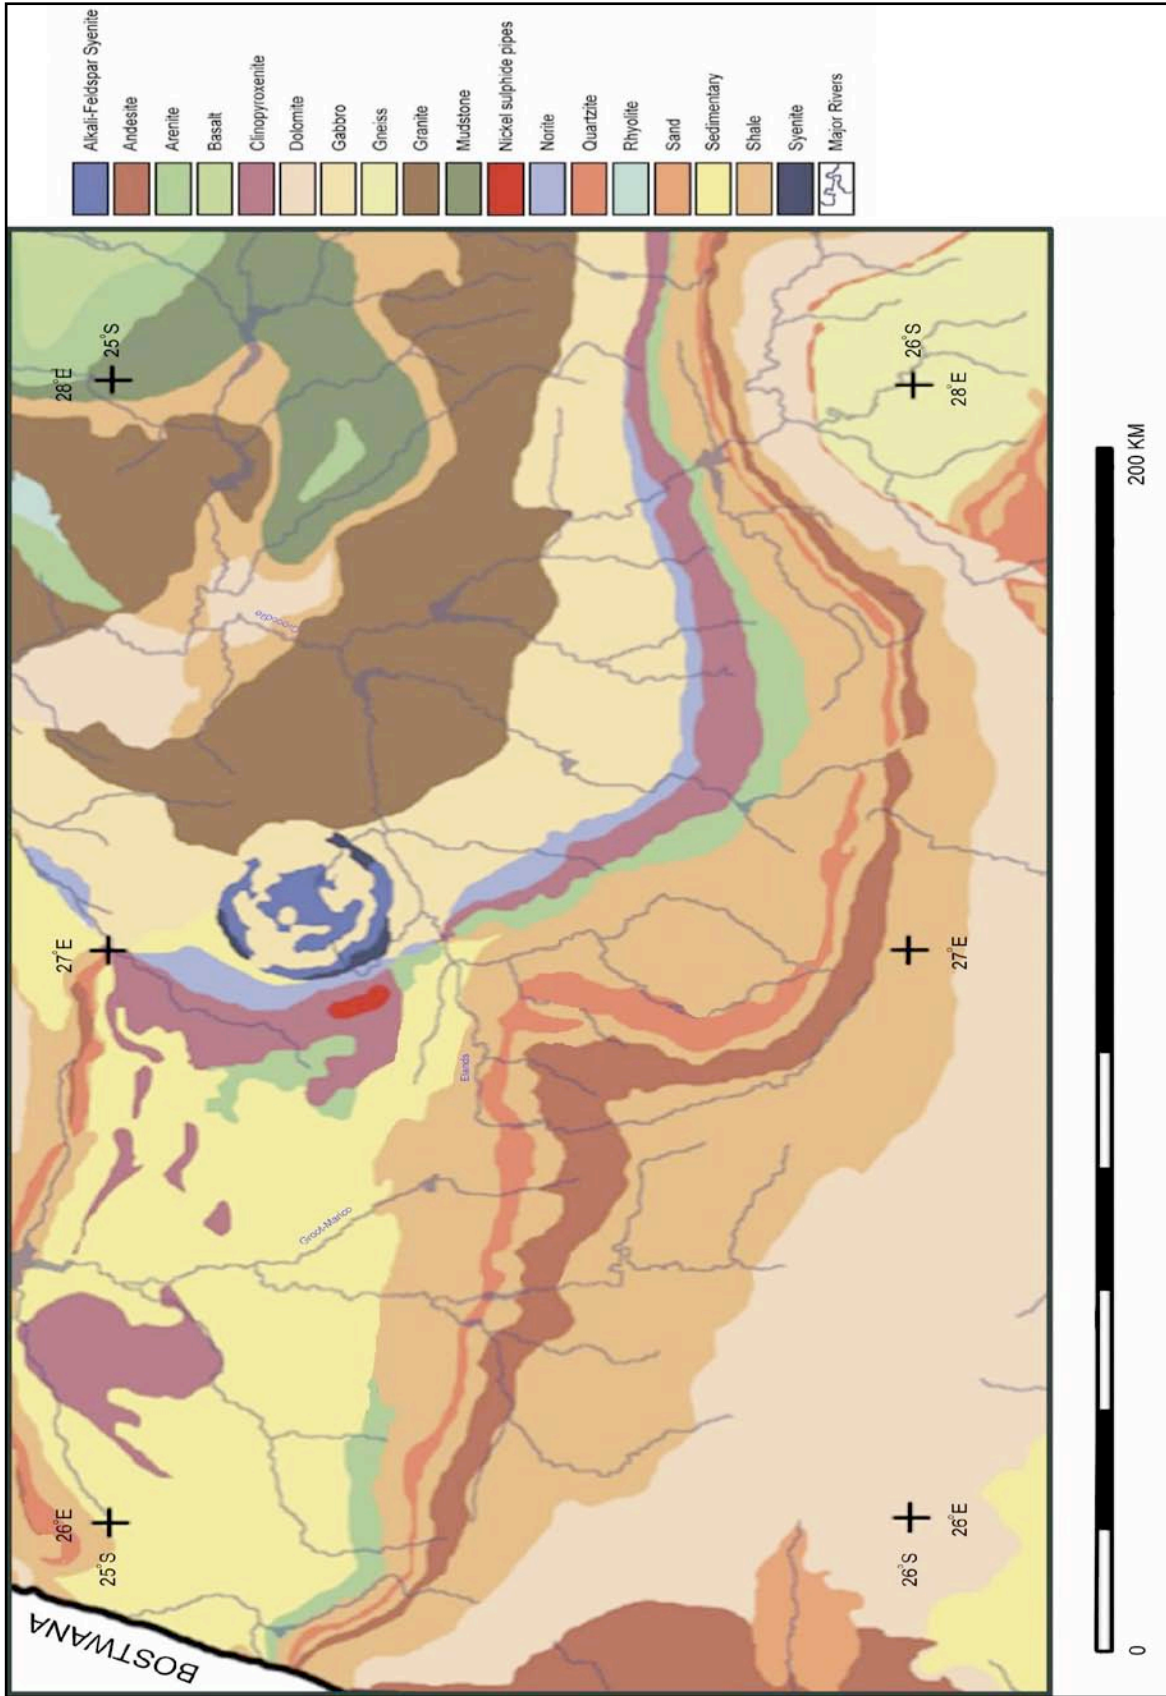 Alkali-Feldspar Syenite
Andesite
Arenite
Basalt
Clinopyroxenite
Dolomite
Gabbro
Gneiss
Granite
Mudstone
Nickel sulphide pipes
Norite
Quartzite
Rhyolite
Sand
Sedimentary
Shale
Syenite
Major Rivers
BOSTWANA
26°E
27°E
28°E
25°S
25°S
Groot-Marico
Elands
26°S
26°S
26°E
27°E
28°E
0
200 KM